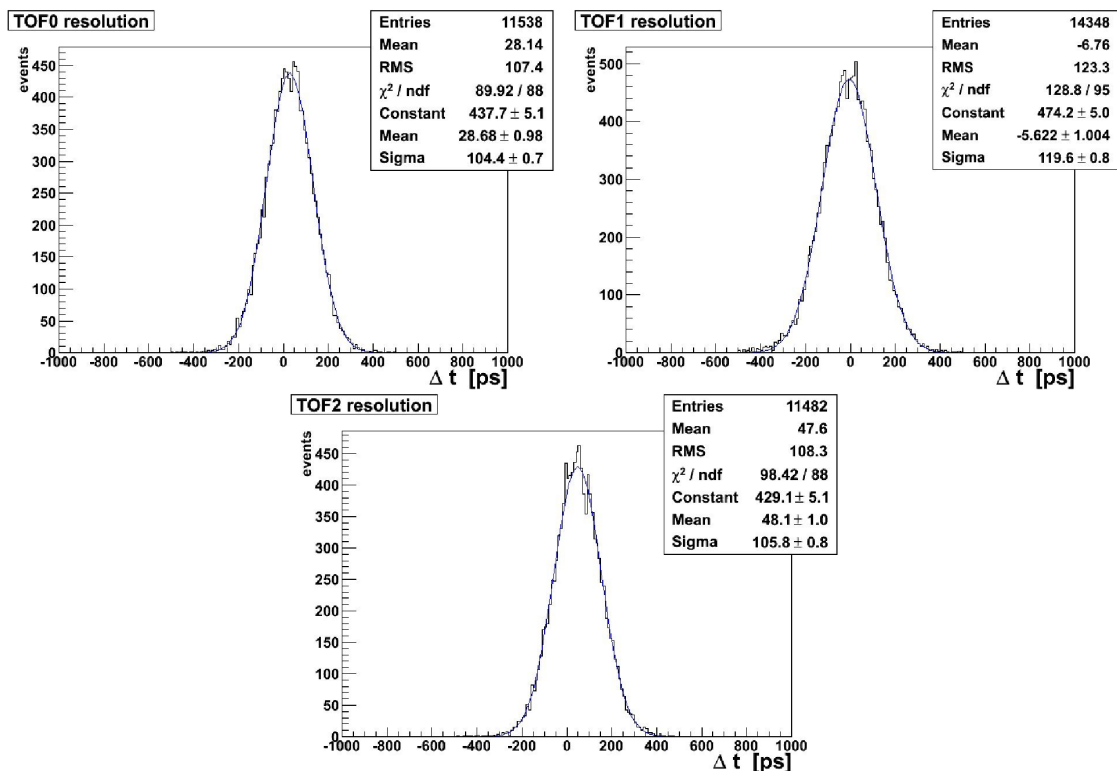 TOF0 resolution
events
450
400
350
300
250
200
150
100
50
0
-1000 -800 -600 -400 -200 0 200 400 600 800 1000
Δ t [ps]
Entries 11538
Mean 28.14
RMS 107.4
χ² / ndf 89.92 / 88
Constant 437.7 ± 5.1
Mean 28.68 ± 0.98
Sigma 104.4 ± 0.7
TOF1 resolution
events
500
400
300
200
100
0
-1000 -800 -600 -400 -200 0 200 400 600 800 1000
Δ t [ps]
Entries 14348
Mean -6.76
RMS 123.3
χ² / ndf 128.8 / 95
Constant 474.2 ± 5.0
Mean -5.622 ± 1.004
Sigma 119.6 ± 0.8
TOF2 resolution
events
450
400
350
300
250
200
150
100
50
0
-1000 -800 -600 -400 -200 0 200 400 600 800 1000
Δ t [ps]
Entries 11482
Mean 47.6
RMS 108.3
χ² / ndf 98.42 / 88
Constant 429.1 ± 5.1
Mean 48.1 ± 1.0
Sigma 105.8 ± 0.8